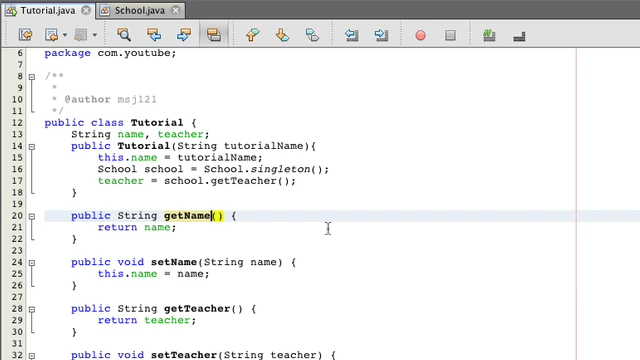 Tutorial.java
School.java
6 package com.youtube;
7
8 /**
9 *
10 * @author msj121
11 */
12 public class Tutorial {
13 String name, teacher;
14 public Tutorial(String tutorialName){
15 this.name = tutorialName;
16 School school = School.singleton();
17 teacher = school.getTeacher();
18 }
19
20 public String getName() {
21 return name;
22 }
23
24 public void setName(String name) {
25 this.name = name;
26 }
27
28 public String getTeacher() {
29 return teacher;
30 }
31
32 public void setTeacher(String teacher) {